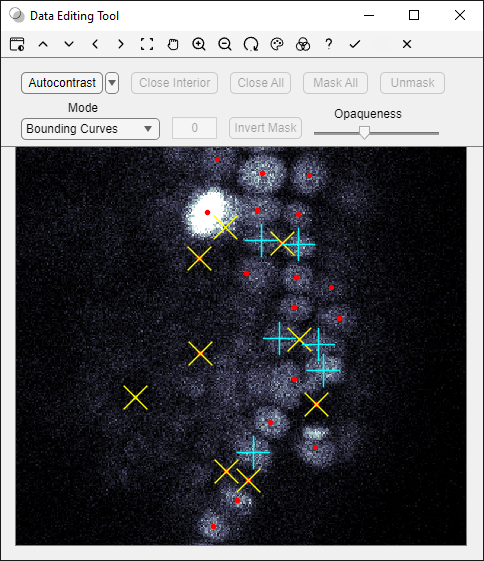 Data Editing Tool
Autocontrast
Close Interior
Close All
Mask All
Unmask
Mode
Opaqueness
Bounding Curves
0
Invert Mask